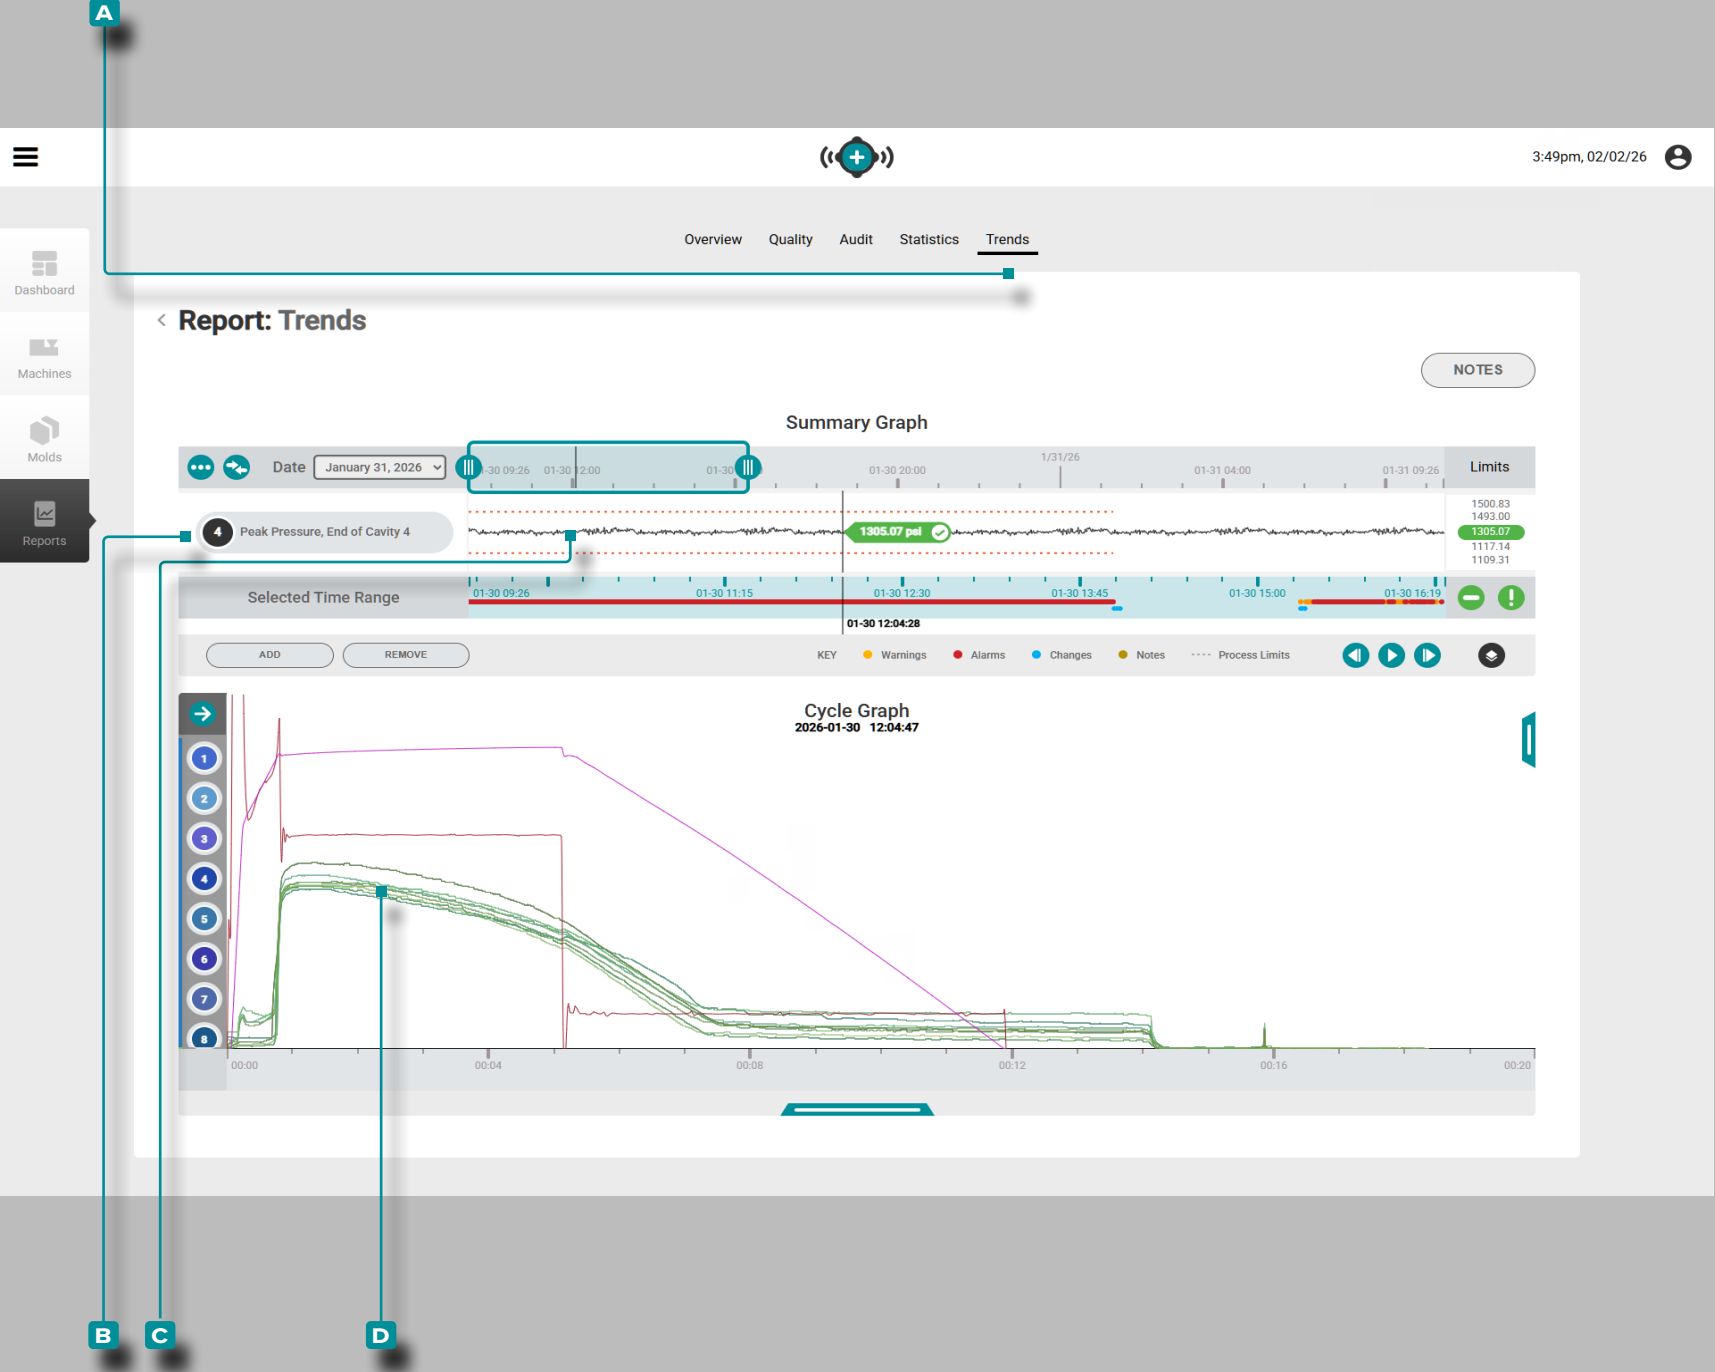 A
3:49pm, 02/02/26
Overview Quality Audit Statistics Trends
Dashboard
Machines
Molds
Reports
Report: Trends
NOTES
Summary Graph
Date January 31, 2026
-30 09:26 01-30 12:00 01-30 01-30 20:00 1/31/26 01-31 04:00 01-31 09:26
Limits
4 Peak Pressure, End of Cavity 4
1305.07 psi
1500.83
1493.00
1305.07
1117.14
1109.31
Selected Time Range
01-30 09:26 01-30 11:15 01-30 12:30 01-30 13:45 01-30 15:00 01-30 16:19
01-30 12:04:28
ADD REMOVE
KEY Warnings Alarms Changes Notes Process Limits
Cycle Graph
2026-01-30 12:04:47
1
2
3
4
5
6
7
8
00:00 00:04 00:08 00:12 00:16 00:20
B C D